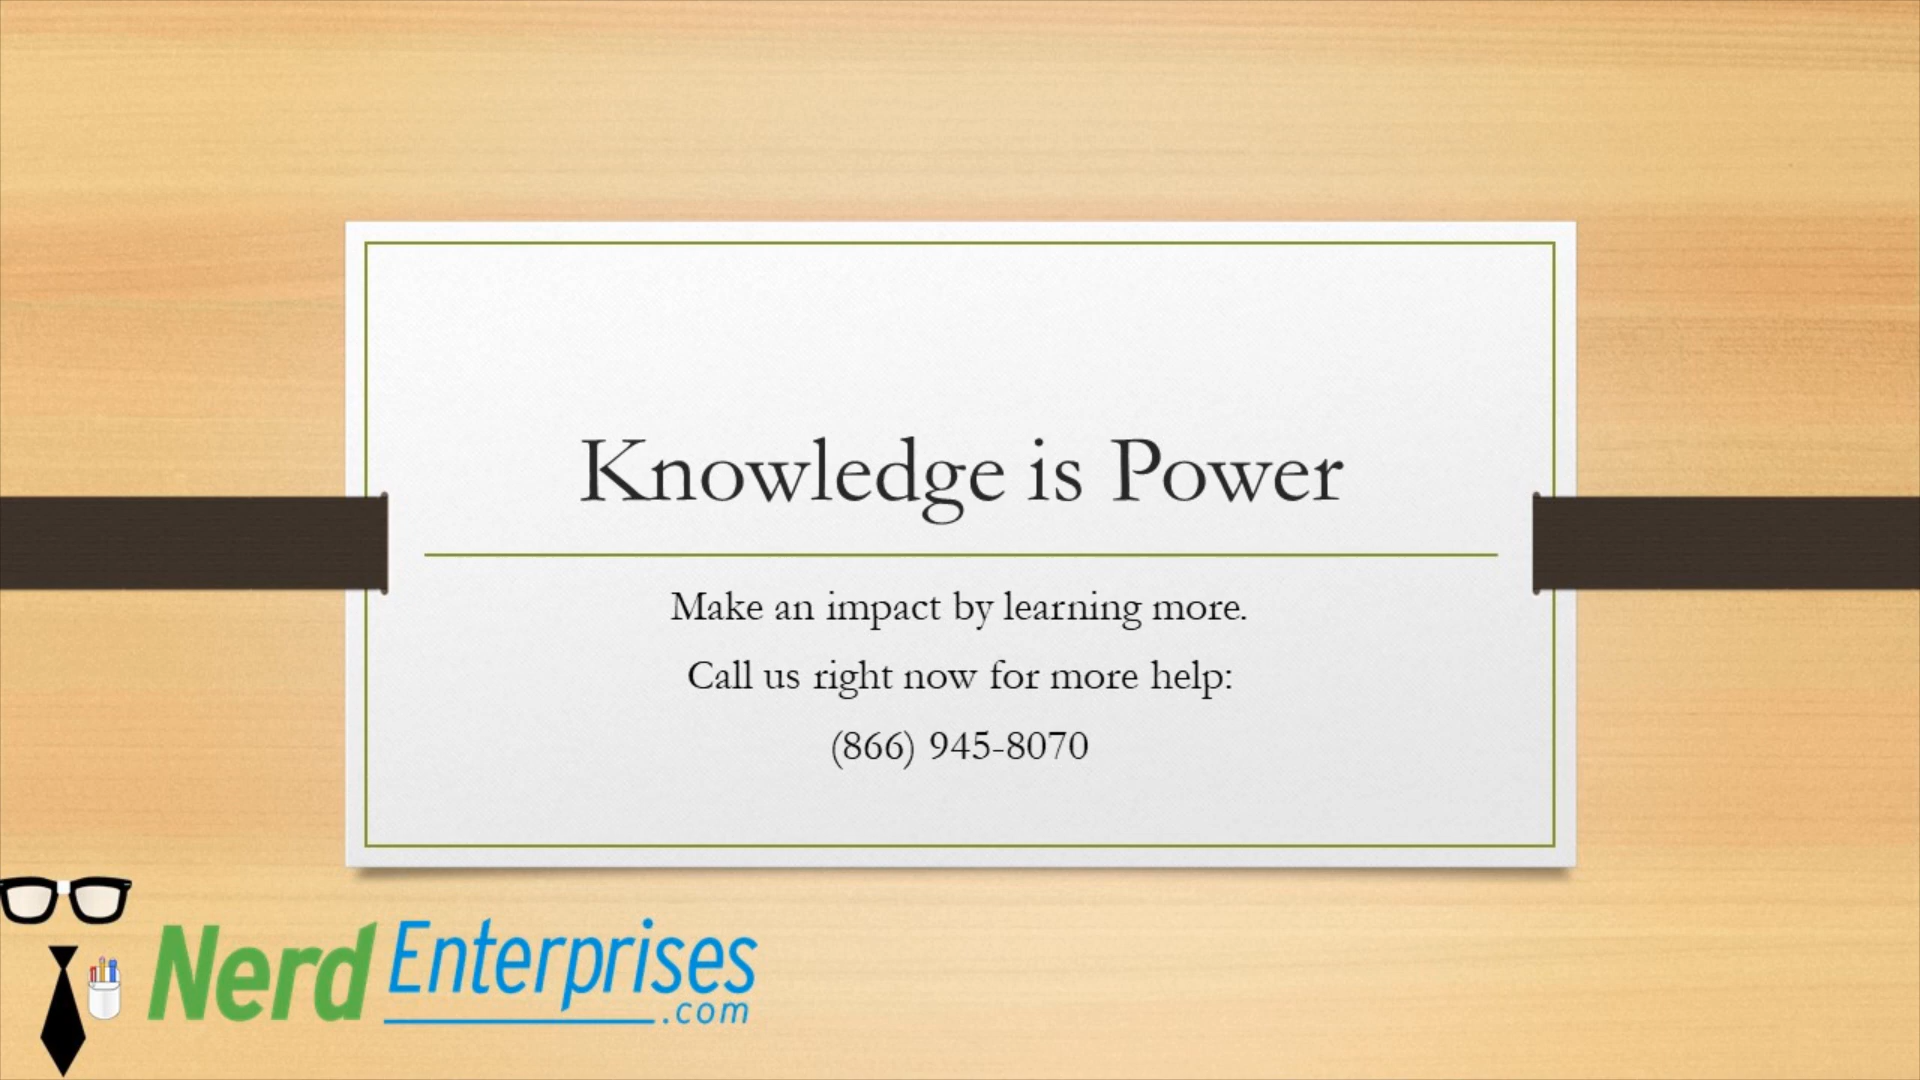 Knowledge is Power
Make an impact by learning more.
Call us right now for more help:
(866) 945-8070
Nerd Enterprises
.com